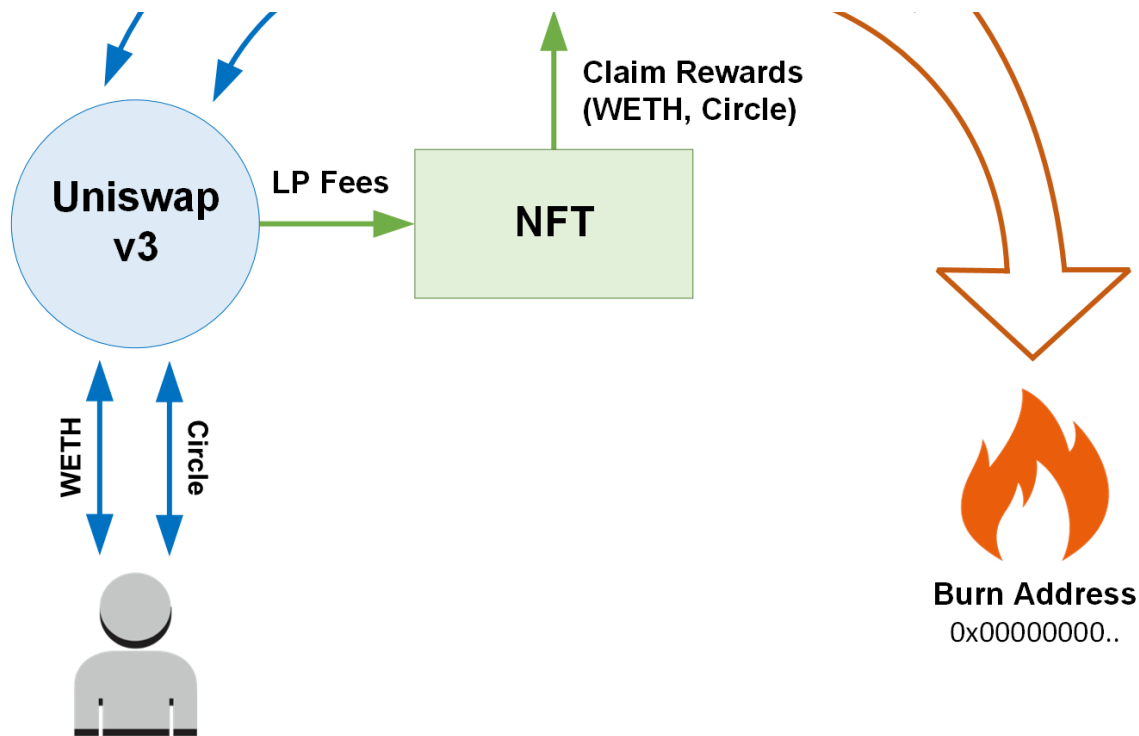 Claim Rewards
(WETH, Circle)
Uniswap
v3
LP Fees
NFT
WETH
Circle
Burn Address
0x00000000..